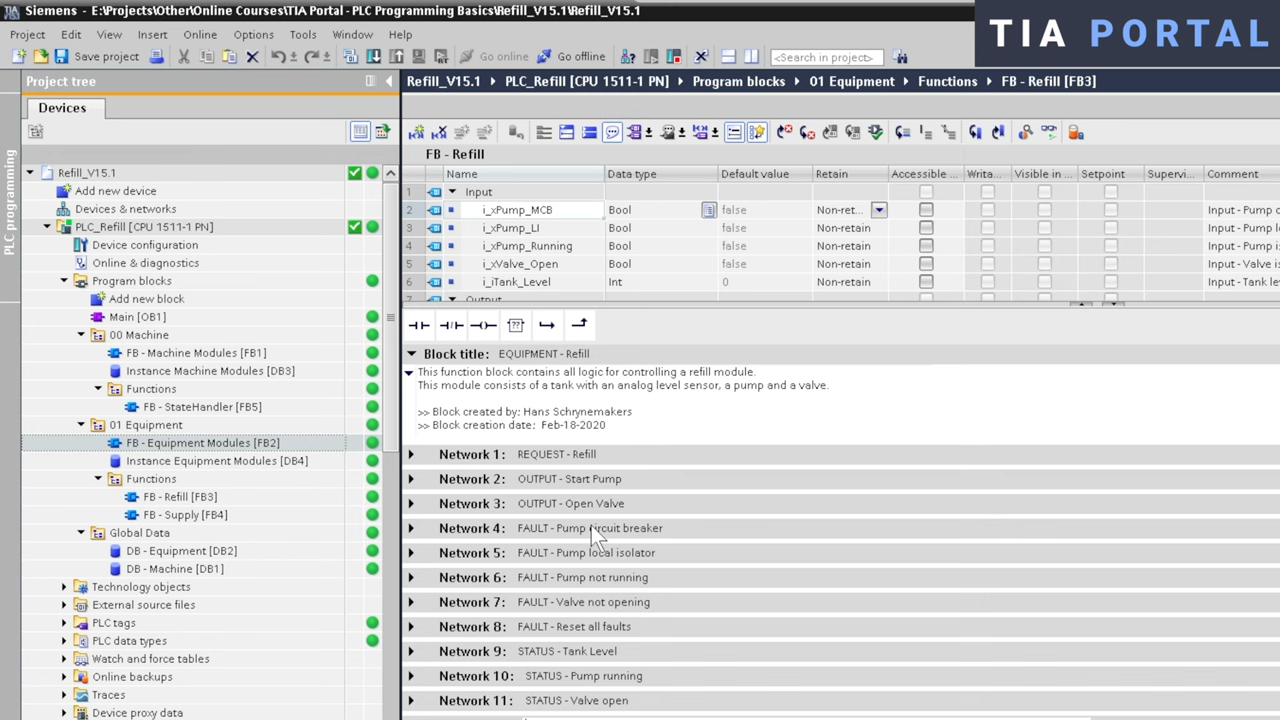 Siemens - E:\Projects\Other\Online Courses\TIA Portal - PLC Programming Basics\Refill_V15.1\Refill_V15.1
TIA PORTAL
Project Edit View Insert Online Options Tools Window Help
Save project Go online Go offline <Search in project>
Project tree
Refill_V15.1 PLC_Refill [CPU 1511-1 PN] Program blocks 01 Equipment Functions FB - Refill [FB3]
Devices
PLC programming
FB - Refill
Name Data type Default value Retain Accessible ... Writa... Visible in ... Setpoint Supervi... Comment
1 Input
2 i_xPump_MCB Bool false Non-ret... Input - Pump c
3 i_xPump_LI Bool false Non-retain Input - Pump l
4 i_xPump_Running Bool false Non-retain Input - Pump i
5 i_xValve_Open Bool false Non-retain Input - Valve is
6 i_iTank_Level Int 0 Non-retain Input - Tank le
7 Output
Refill_V15.1
Add new device
Devices & networks
PLC_Refill [CPU 1511-1 PN]
Device configuration
Online & diagnostics
Program blocks
Add new block
Main [OB1]
00 Machine
FB - Machine Modules [FB1]
Instance Machine Modules [DB3]
Functions
FB - StateHandler [FB5]
01 Equipment
FB - Equipment Modules [FB2]
Instance Equipment Modules [DB4]
Functions
FB - Refill [FB3]
FB - Supply [FB4]
Global Data
DB - Equipment [DB2]
DB - Machine [DB1]
Technology objects
External source files
PLC tags
PLC data types
Watch and force tables
Online backups
Traces
Device proxy data
??
Block title: EQUIPMENT - Refill
This function block contains all logic for controlling a refill module.
This module consists of a tank with an analog level sensor, a pump and a valve.
>> Block created by: Hans Schrynemakers
>> Block creation date: Feb-18-2020
Network 1: REQUEST - Refill
Network 2: OUTPUT - Start Pump
Network 3: OUTPUT - Open Valve
Network 4: FAULT - Pump circuit breaker
Network 5: FAULT - Pump local isolator
Network 6: FAULT - Pump not running
Network 7: FAULT - Valve not opening
Network 8: FAULT - Reset all faults
Network 9: STATUS - Tank Level
Network 10: STATUS - Pump running
Network 11: STATUS - Valve open